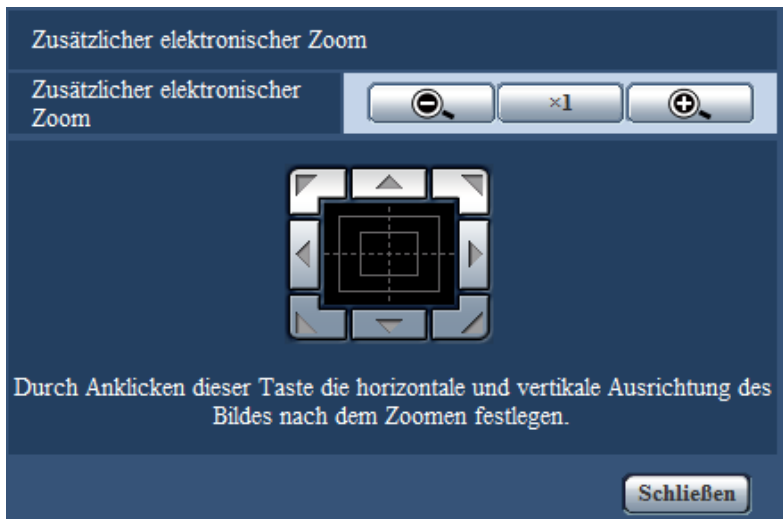 Zusätzlicher elektronischer Zoom
Zusätzlicher elektronischer
Zoom
×1
Durch Anklicken dieser Taste die horizontale und vertikale Ausrichtung des
Bildes nach dem Zoomen festlegen.
Schließen